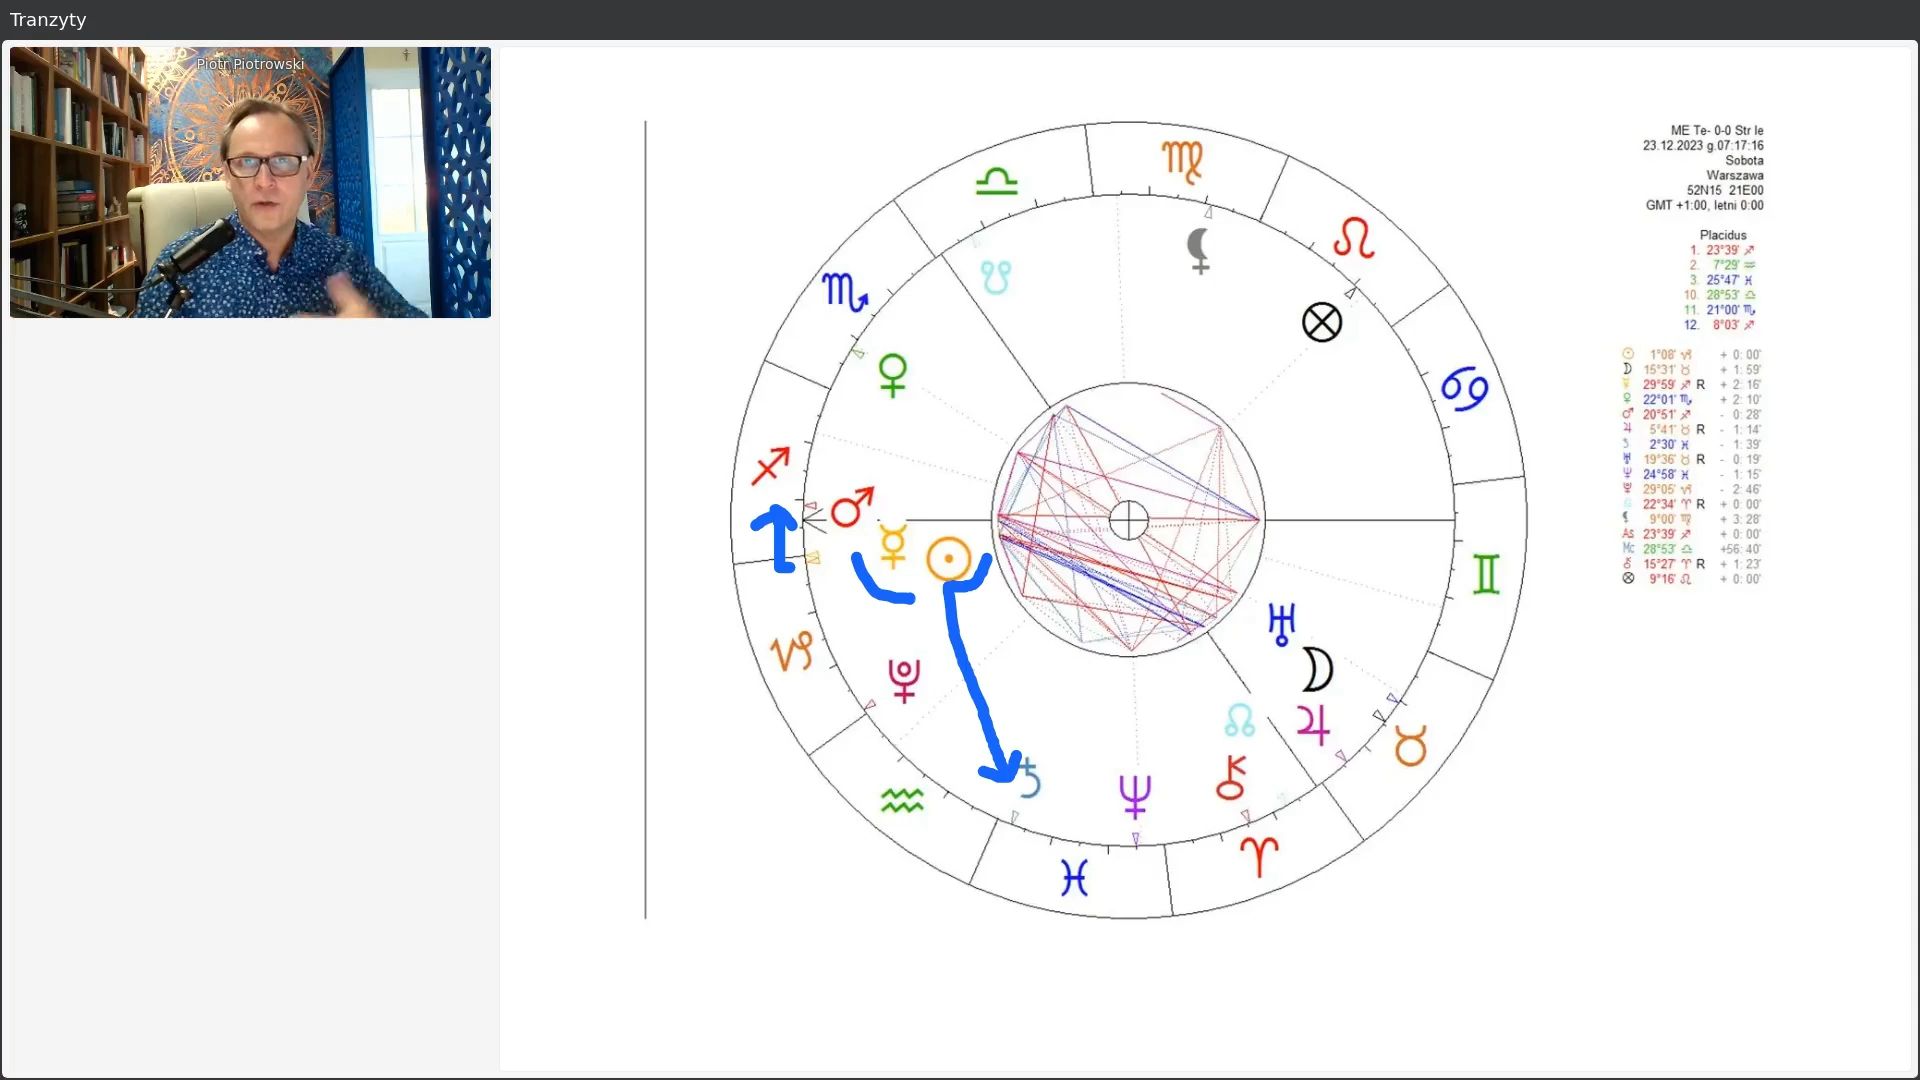 Tranzyty
Piotr Piotrowski
ME Te- 0-0 Str le
23.12.2023 g.07:17:16
Sobota
Warszawa
52N15 21E00
GMT +1:00, letni 0:00
Placidus
1. 23°39' ♐
2. 7°29' ♒
3. 25°47' ♓
10. 28°53' ♎
11. 21°00' ♏
12. 8°03' ♐
☉ 1°08' ♑ + 0: 00'
☽ 15°31' ♉ + 1: 59'
☿ 29°59' ♐ R + 2: 16'
♀ 22°01' ♏ + 2: 10'
♂ 20°51' ♐ - 0: 28'
♃ 5°41' ♉ R - 1: 14'
♄ 2°30' ♓ - 1: 39'
♅ 19°36' ♉ R - 0: 19'
♆ 24°58' ♓ - 1: 15'
♇ 29°05' ♑ - 2: 46'
☊ 22°34' ♈ R + 0: 00'
⚸ 9°00' ♍ + 3: 28'
As 23°39' ♐ + 0: 00'
Mc 28°53' ♎ +56: 40'
⚷ 15°27' ♈ R + 1: 23'
⊗ 9°16' ♌ + 0: 00'